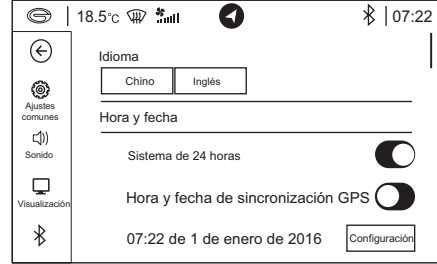 18.5°c
07:22
Idioma
Chino
Inglés
Ajustes
comunes
Hora y fecha
Sonido
Sistema de 24 horas
Visualización
Hora y fecha de sincronización GPS
07:22 de 1 de enero de 2016
Configuración